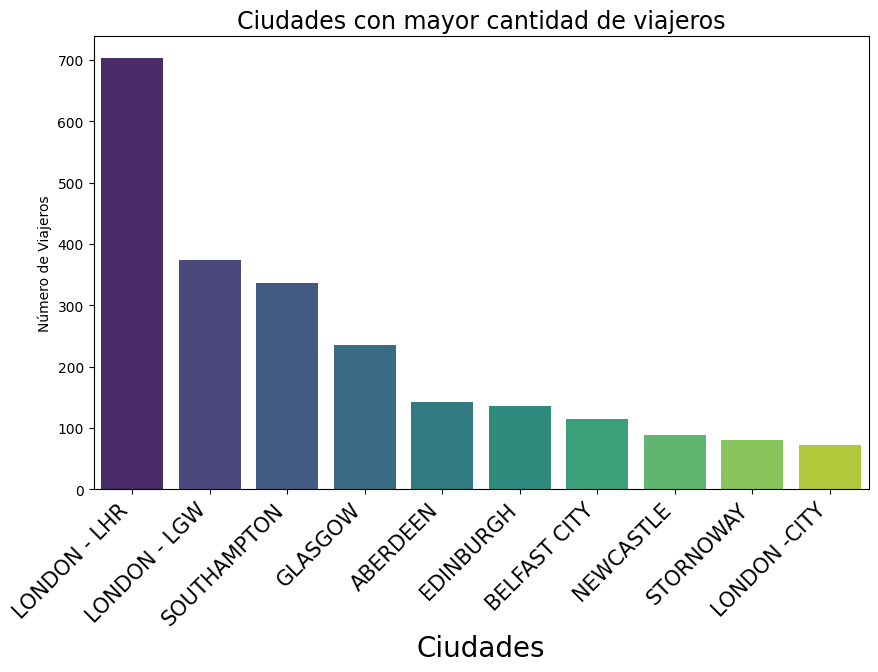 Ciudades con mayor cantidad de viajeros
Número de Viajeros
700
600
500
400
300
200
100
0
LONDON - LHR
LONDON - LGW
SOUTHAMPTON
GLASGOW
ABERDEEN
EDINBURGH
BELFAST CITY
NEWCASTLE
STORNOWAY
LONDON -CITY
Ciudades